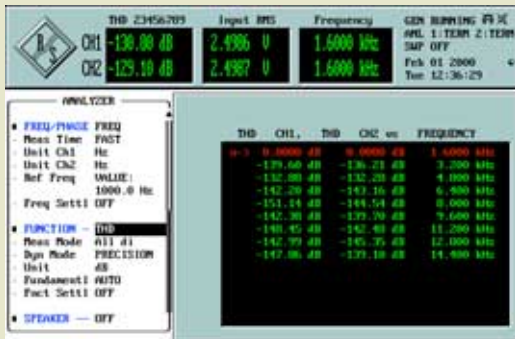 THD 23456789 Input RMS Frequency GEN RUNNING
R S CH1 -130.00 dB 2.4986 V 1.6000 kHz ANL 1:TERM 2:TERM
SWP OFF
CH2 -129.10 dB 2.4987 V 1.6000 kHz Feb 01 2000
Tue 12:36:29
ANALYZER
FREQ/PHASE FREQ
Meas Time FAST
Unit Ch1 Hz
Unit Ch2 Hz
Ref Freq VALUE:
1000.0 Hz
Freq Settl OFF
FUNCTION THD
Meas Mode All di
Dyn Mode PRECISION
Unit dB
Fundamentl AUTO
Fnct Settl OFF
SPEAKER OFF
THD CH1, THD CH2 vs FREQUENCY
0.0000 dB 0.0000 dB 1.6000 kHz
-139.60 dB -136.21 dB 3.200 kHz
-132.80 dB -132.28 dB 4.800 kHz
-142.20 dB -143.16 dB 6.400 kHz
-151.14 dB -144.54 dB 8.000 kHz
-142.38 dB -139.70 dB 9.600 kHz
-148.45 dB -142.48 dB 11.200 kHz
-142.99 dB -145.35 dB 12.800 kHz
-147.86 dB -139.10 dB 14.400 kHz